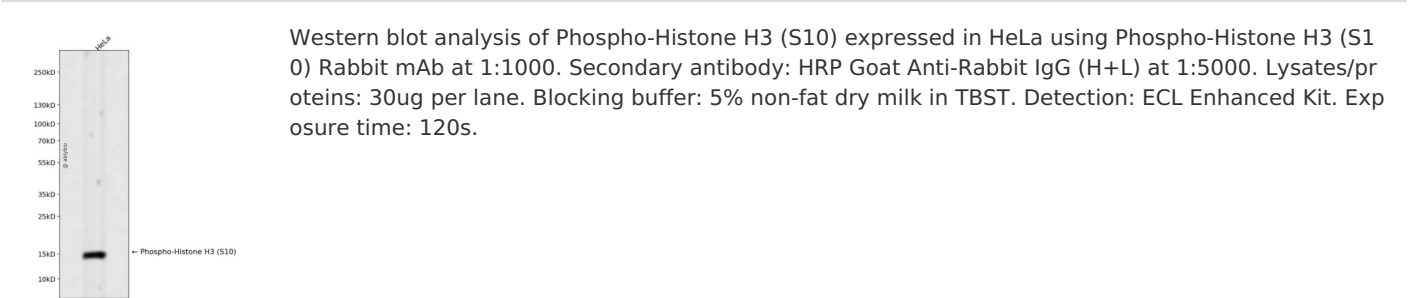 HeLa
250kD
130kD
100kD
70kD
55kD
35kD
25kD
15kD
10kD
@ ablybio
← Phospho-Histone H3 (S10)
Western blot analysis of Phospho-Histone H3 (S10) expressed in HeLa using Phospho-Histone H3 (S1
0) Rabbit mAb at 1:1000. Secondary antibody: HRP Goat Anti-Rabbit IgG (H+L) at 1:5000. Lysates/pr
oteins: 30ug per lane. Blocking buffer: 5% non-fat dry milk in TBST. Detection: ECL Enhanced Kit. Exp
osure time: 120s.